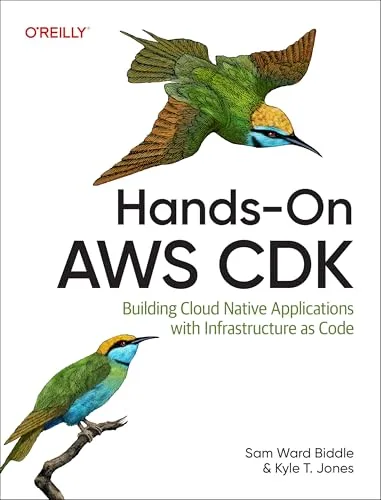 O'REILLY®
Hands-On
AWS CDK
Building Cloud Native Applications
with Infrastructure as Code
Sam Ward Biddle
& Kyle T. Jones